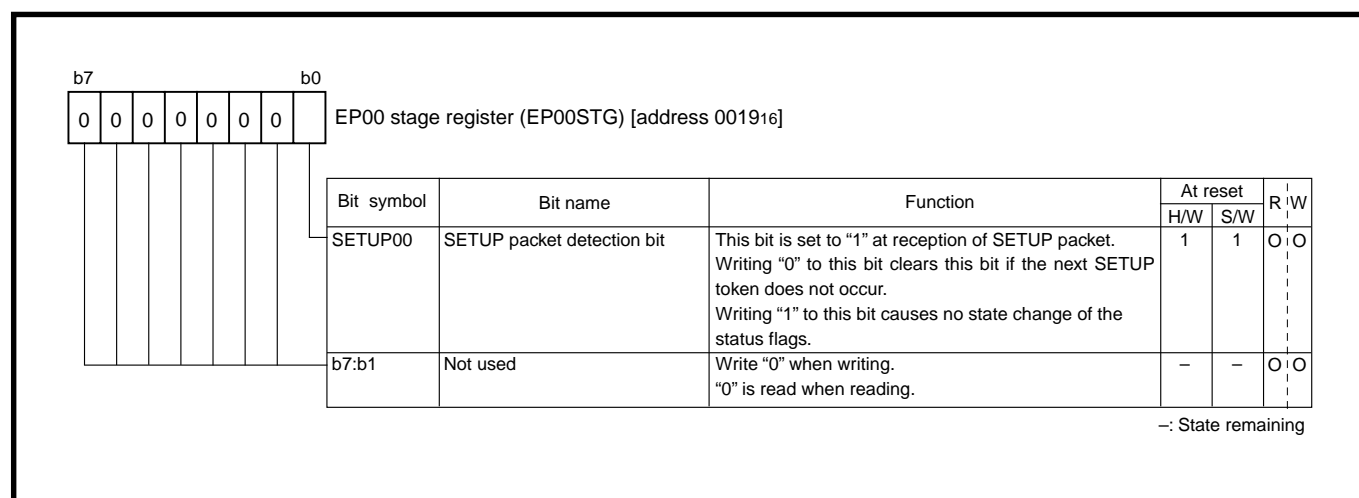 b7 b0
0 0 0 0 0 0 0 EP00 stage register (EP00STG) [address 001916]
Bit symbol Bit name Function At reset R W
H/W S/W
SETUP00 SETUP packet detection bit This bit is set to “1” at reception of SETUP packet. 1 1 O O
Writing “0” to this bit clears this bit if the next SETUP
token does not occur.
Writing “1” to this bit causes no state change of the
status flags.
b7:b1 Not used Write “0” when writing. – – O O
“0” is read when reading.
–: State remaining